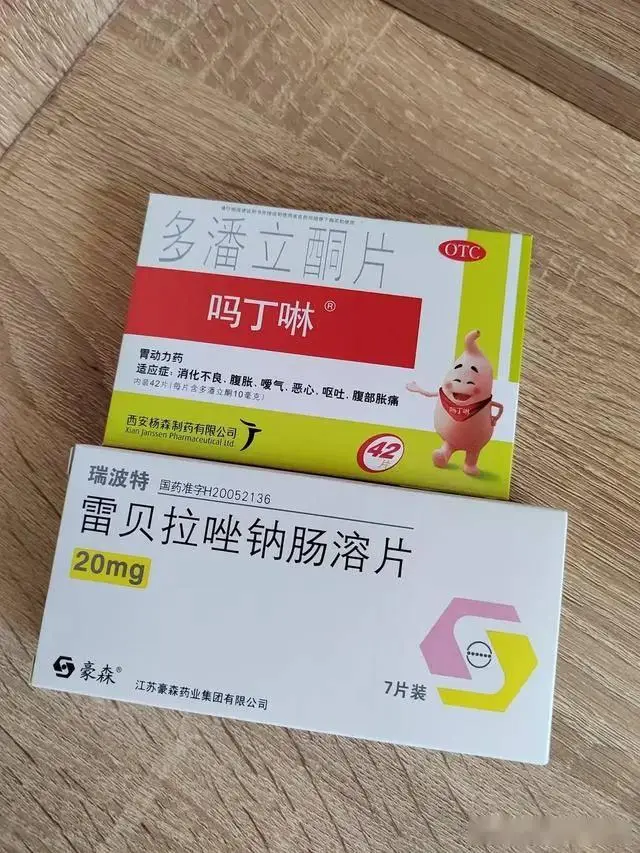 多潘立酮片
OTC
吗丁啉®
胃动力药
适应症：消化不良、腹胀、嗳气、恶心、呕吐、腹部胀痛
内装42片(每片含多潘立酮10毫克)
吗丁啉
西安杨森制药有限公司
Xian Janssen Pharmaceutical Ltd.
42
片
瑞波特
国药准字H20052136
雷贝拉唑钠肠溶片
20mg
豪森®
江苏豪森药业集团有限公司
7片装